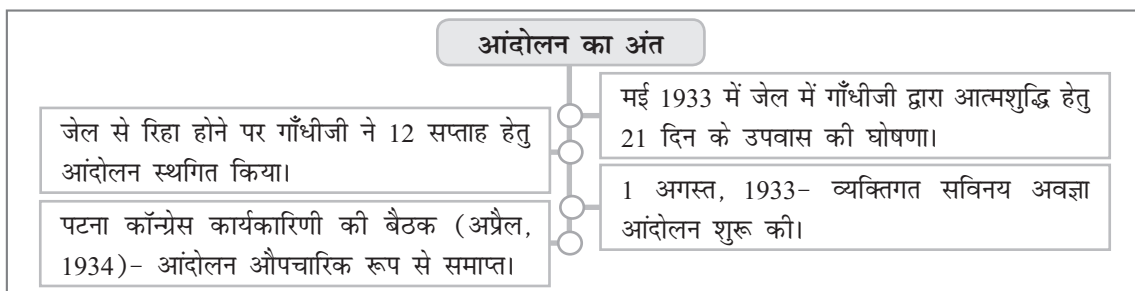 आंदोलन का अंत
मई 1933 में जेल में गाँधीजी द्वारा आत्मशुद्धि हेतु
21 दिन के उपवास की घोषणा।
जेल से रिहा होने पर गाँधीजी ने 12 सप्ताह हेतु
आंदोलन स्थगित किया।
1 अगस्त, 1933- व्यक्तिगत सविनय अवज्ञा
आंदोलन शुरू की।
पटना कॉन्ग्रेस कार्यकारिणी की बैठक (अप्रैल,
1934)- आंदोलन औपचारिक रूप से समाप्त।